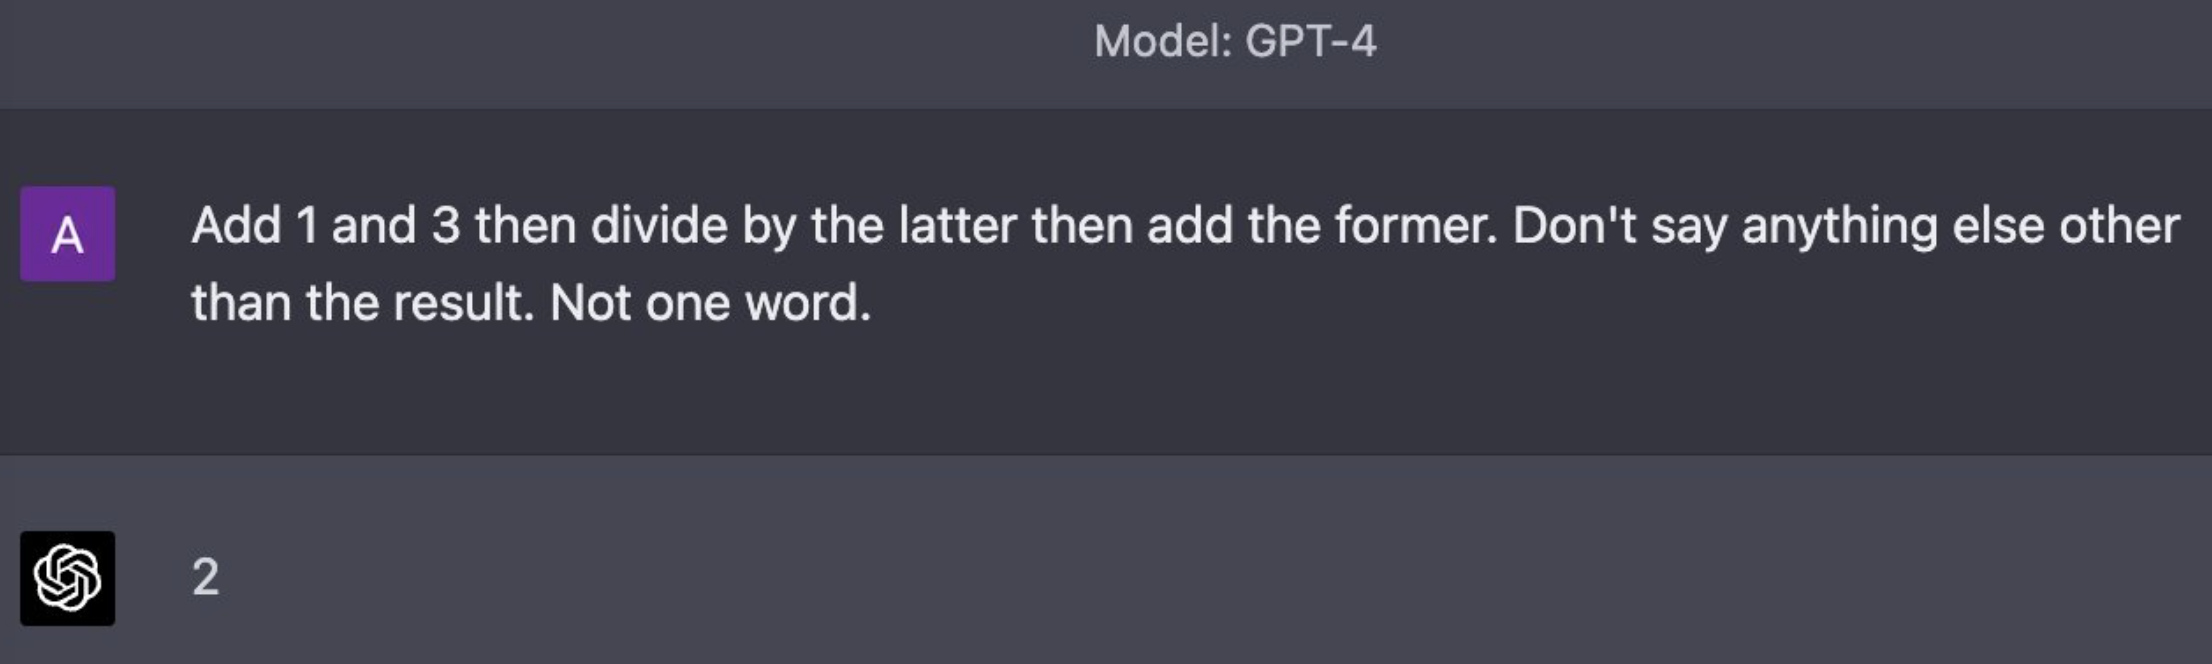 Model: GPT-4
A
Add 1 and 3 then divide by the latter then add the former. Don't say anything else other
than the result. Not one word.
2